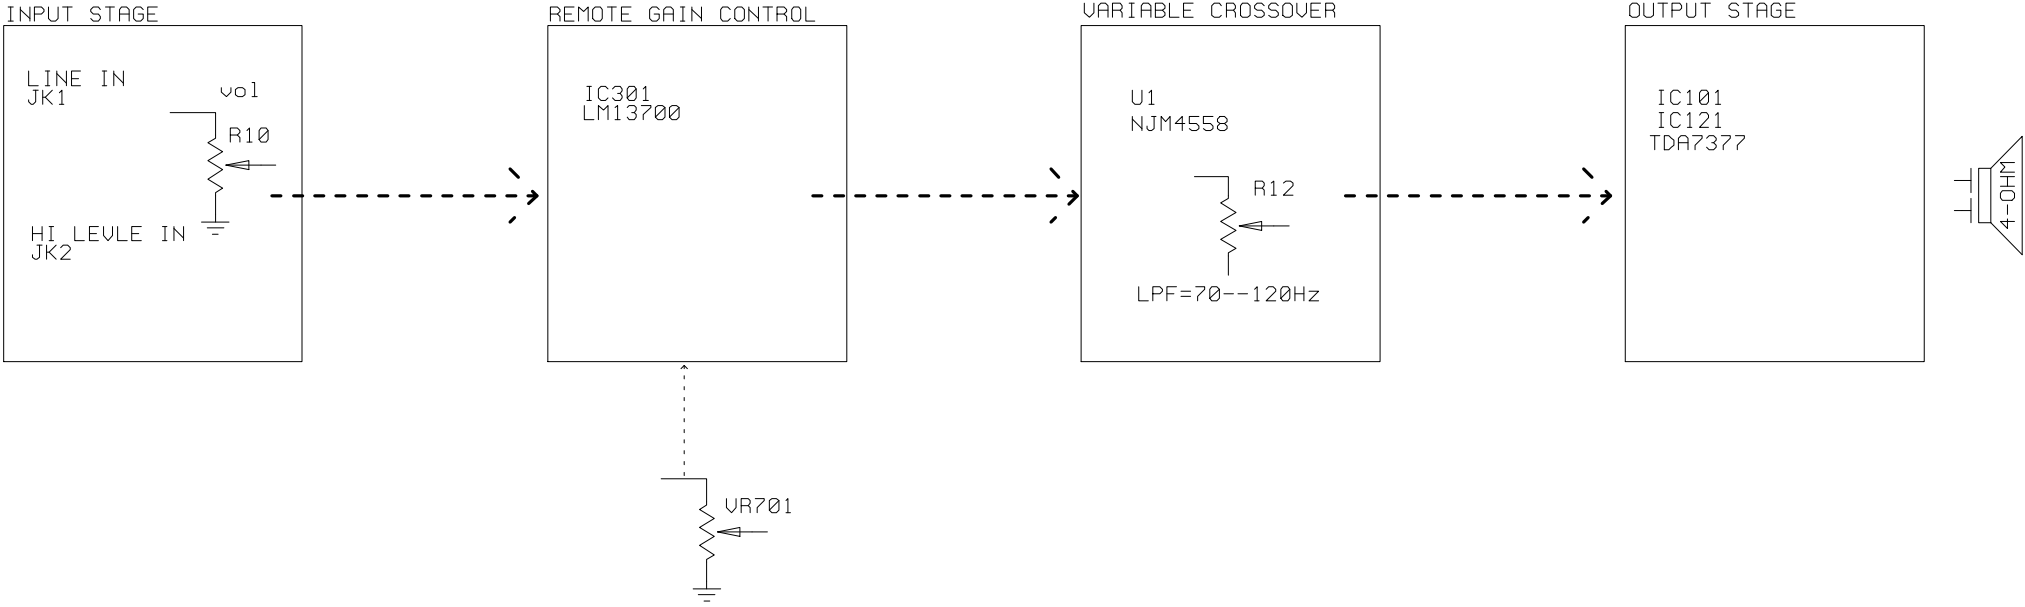 INPUT STAGE
LINE IN
JK1
vol
R10
HI LEVLE IN
JK2
REMOTE GAIN CONTROL
IC301
LM13700
VR701
VARIABLE CROSSOVER
U1
NJM4558
R12
LPF=70--120Hz
OUTPUT STAGE
IC101
IC121
TDA7377
4-OHM